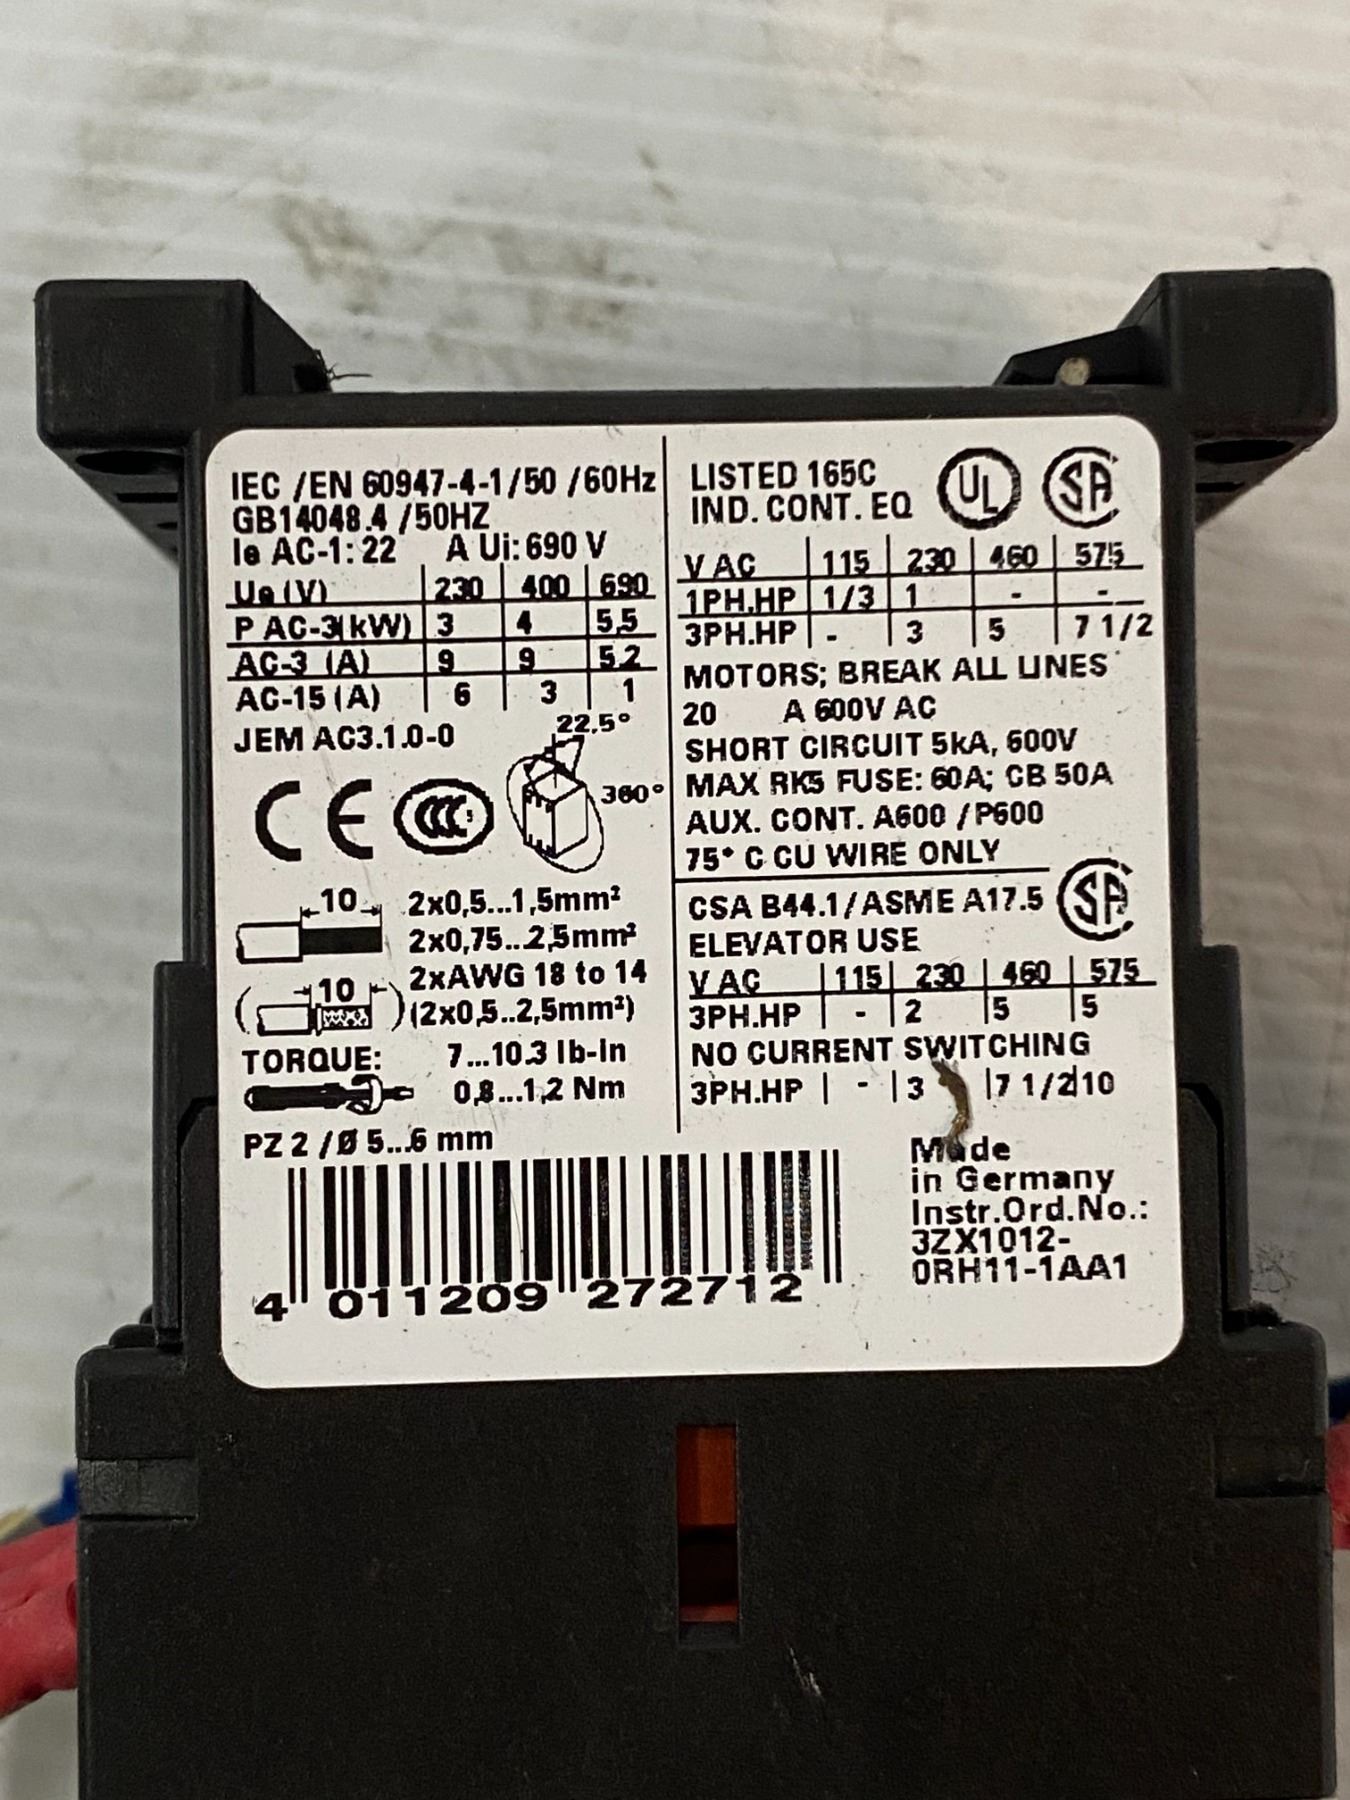 IEC /EN 60947-4-1/50 /60Hz
GB14048.4 /50HZ
Ie AC-1: 22 A Ui: 690 V
Ue (V) 230 400 690
P AC-3(kW) 3 4 5,5
AC-3 (A) 9 9 5,2
AC-15 (A) 6 3 1
JEM AC3.1.0-0
22,5°
360°
CE CCC
10 2x0,5...1,5mm²
2x0,75...2,5mm²
2xAWG 18 to 14
(10) (2x0,5..2,5mm²)
TORQUE: 7...10.3 lb-in
0,8...1,2 Nm
PZ 2 /Ø 5...6 mm
4 011209 272712
LISTED 165C UL SA
IND. CONT. EQ
V AC 115 230 460 575
1PH.HP 1/3 1 - -
3PH.HP - 3 5 7 1/2
MOTORS; BREAK ALL LINES
20 A 600V AC
SHORT CIRCUIT 5kA, 600V
MAX RK5 FUSE: 60A; CB 50A
AUX. CONT. A600 / P600
75° C CU WIRE ONLY
CSA B44.1/ASME A17.5 SA
ELEVATOR USE
V AC 115 230 460 575
3PH.HP - 2 5 5
NO CURRENT SWITCHING
3PH.HP - 3 7 1/2 10
Made
in Germany
Instr.Ord.No.:
3ZX1012-
0RH11-1AA1